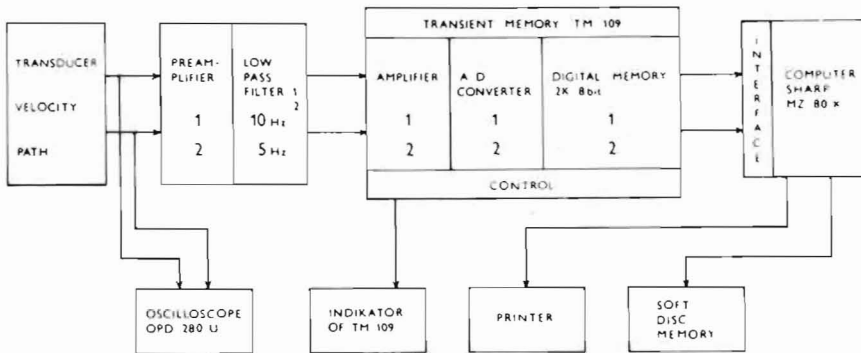 TRANSDUCER
VELOCITY
PATH
PREAM-
PLIFIER
1
2
LOW
PASS
FILTER 1
2
10 Hz
5 Hz
TRANSIENT MEMORY TM 109
AMPLIFIER
1
2
A D
CONVERTER
1
2
DIGITAL MEMORY
2K 8bit
1
2
CONTROL
INTERFACE
COMPUTER
SHARP
MZ 80 K
OSCILLOSCOPE
OPD 280 U
INDIKATOR
OF TM 109
PRINTER
SOFT
DISC
MEMORY